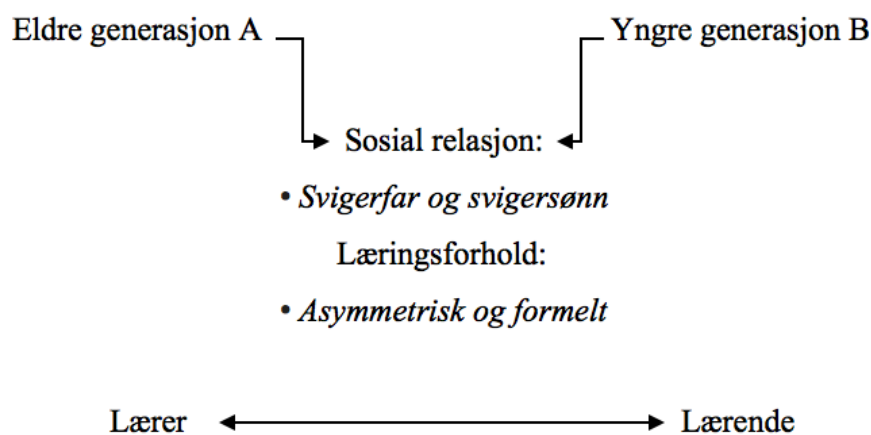 Eldre generasjon A Yngre generasjon B
Sosial relasjon:
• Svigerfar og svigersønn
Læringsforhold:
• Asymmetrisk og formelt
Lærer Lærende